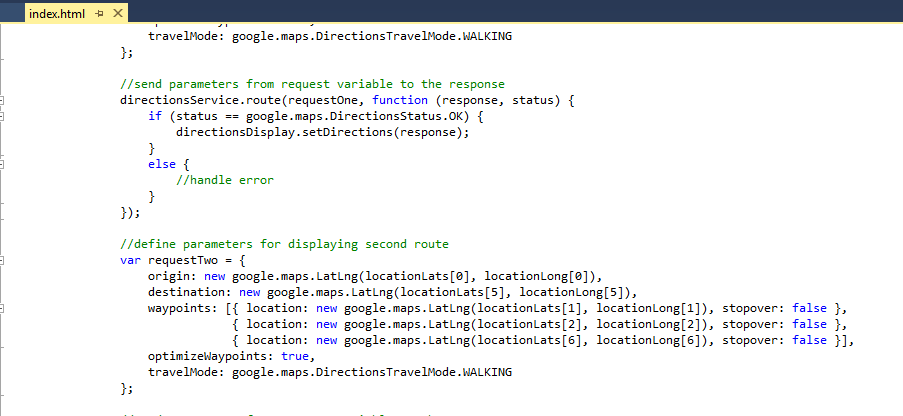 index.html
travelMode: google.maps.DirectionsTravelMode.WALKING
};
//send parameters from request variable to the response
directionsService.route(requestOne, function (response, status) {
if (status == google.maps.DirectionsStatus.OK) {
directionsDisplay.setDirections(response);
}
else {
//handle error
}
});
//define parameters for displaying second route
var requestTwo = {
origin: new google.maps.LatLng(locationLats[0], locationLong[0]),
destination: new google.maps.LatLng(locationLats[5], locationLong[5]),
waypoints: [{ location: new google.maps.LatLng(locationLats[1], locationLong[1]), stopover: false },
{ location: new google.maps.LatLng(locationLats[2], locationLong[2]), stopover: false },
{ location: new google.maps.LatLng(locationLats[6], locationLong[6]), stopover: false }],
optimizeWaypoints: true,
travelMode: google.maps.DirectionsTravelMode.WALKING
};